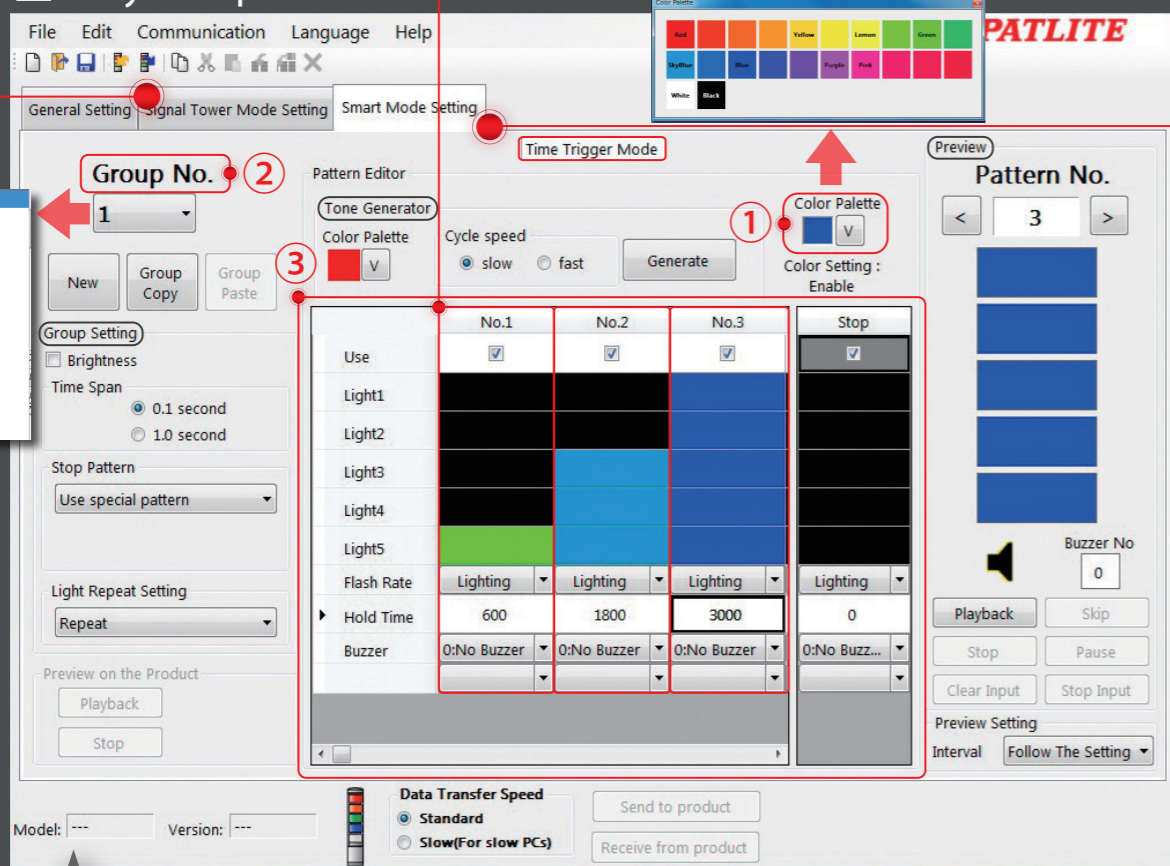 File Edit Communication Language Help
PATLITE
Color Palette
Red Yellow Lemon Green
SkyBlue Blue Purple Pink
White Black
General Setting Signal Tower Mode Setting Smart Mode Setting
Time Trigger Mode
Group No. ②
1
New Group Copy Group Paste
Group Setting
Brightness
Time Span
0.1 second
1.0 second
Stop Pattern
Use special pattern
Light Repeat Setting
Repeat
Preview on the Product
Playback
Stop
Pattern Editor
Tone Generator
Color Palette
V
③
Cycle speed
slow fast
Generate
①
Color Palette
V
Color Setting :
Enable
No.1 No.2 No.3 Stop
Use
Light1
Light2
Light3
Light4
Light5
Flash Rate Lighting Lighting Lighting Lighting
Hold Time 600 1800 3000 0
Buzzer 0:No Buzzer 0:No Buzzer 0:No Buzzer 0:No Buzz...
Preview
Pattern No.
< 3 >
Buzzer No
0
Playback Skip
Stop Pause
Clear Input Stop Input
Preview Setting
Interval Follow The Setting
Model: --- Version: ---
Data Transfer Speed
Standard
Slow(For slow PCs)
Send to product
Receive from product